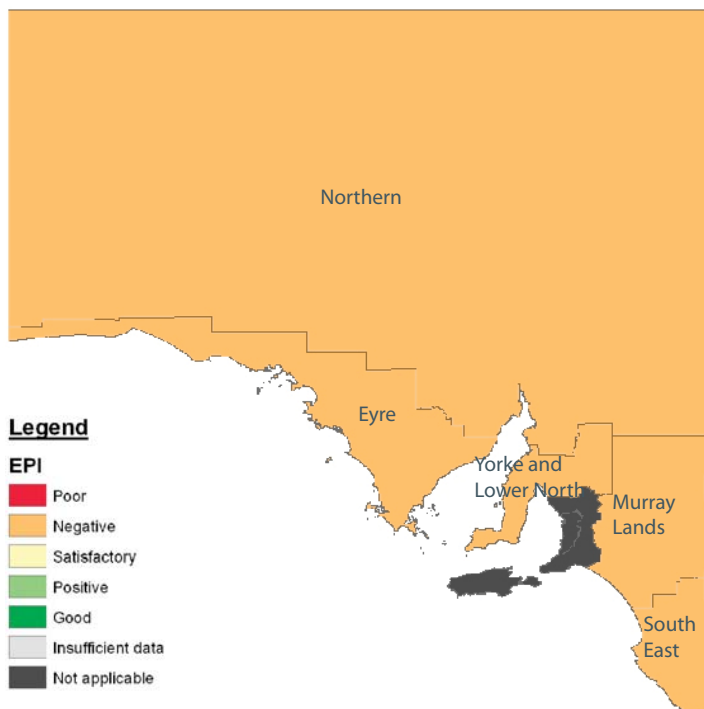 Northern
Eyre
Yorke and
Lower North
Murray
Lands
South
East
Legend
EPI
Poor
Negative
Satisfactory
Positive
Good
Insufficient data
Not applicable